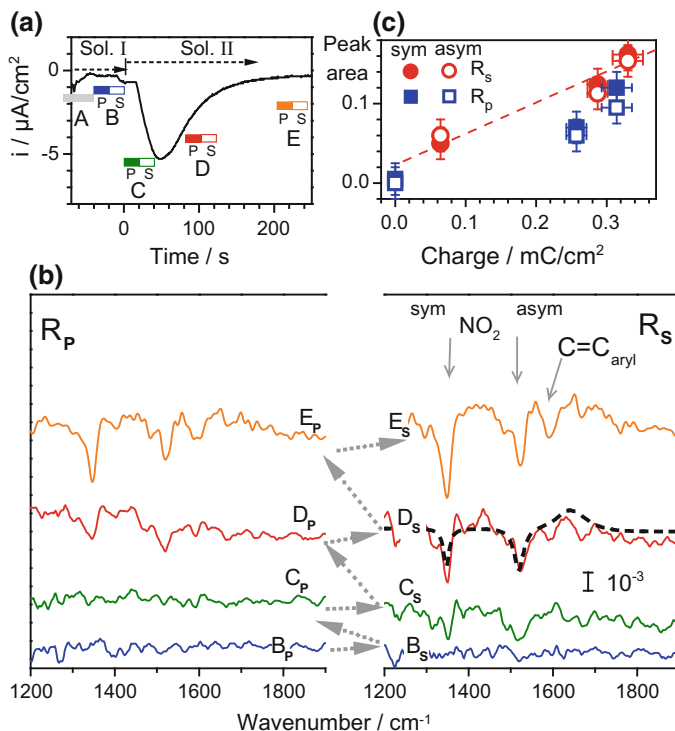 (a)
Sol. I
Sol. II
0
-5
i / µA/cm²
P S
A
B
P S
C
P S
D
P S
E
0
200
Time / s
(c)
Peak
area
sym
asym
Rs
Rp
0.1
0.0
0.0
0.1
0.2
0.3
Charge / mC/cm²
(b)
RP
sym
NO2
asym
RS
C=Caryl
EP
ES
DP
DS
10-3
CP
CS
BP
BS
1200
1400
1600
1800
1200
1400
1600
1800
Wavenumber / cm-1